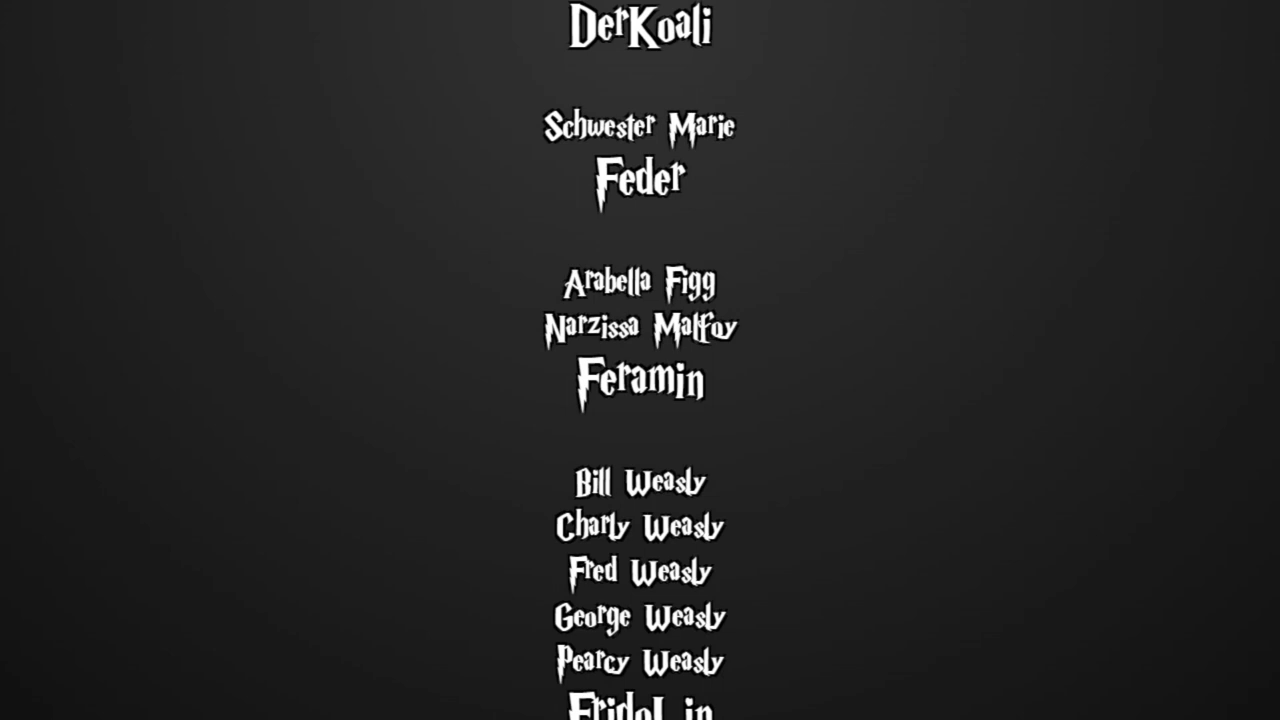 DerKoali
Schwester Marie
Feder
Arabella Figg
Narzissa Malfoy
Feramin
Bill Weasly
Charly Weasly
Fred Weasly
George Weasly
Pearcy Weasly